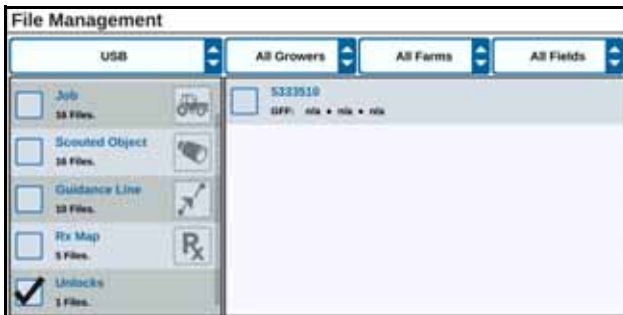 File Management
USB
All Growers
All Farms
All Fields
Job
16 Files.
Scouted Object
16 Files.
Guidance Line
10 Files.
Rx Map
5 Files.
Rx
Unlocks
1 Files.
5333510
GFF: n/a • n/a • n/a